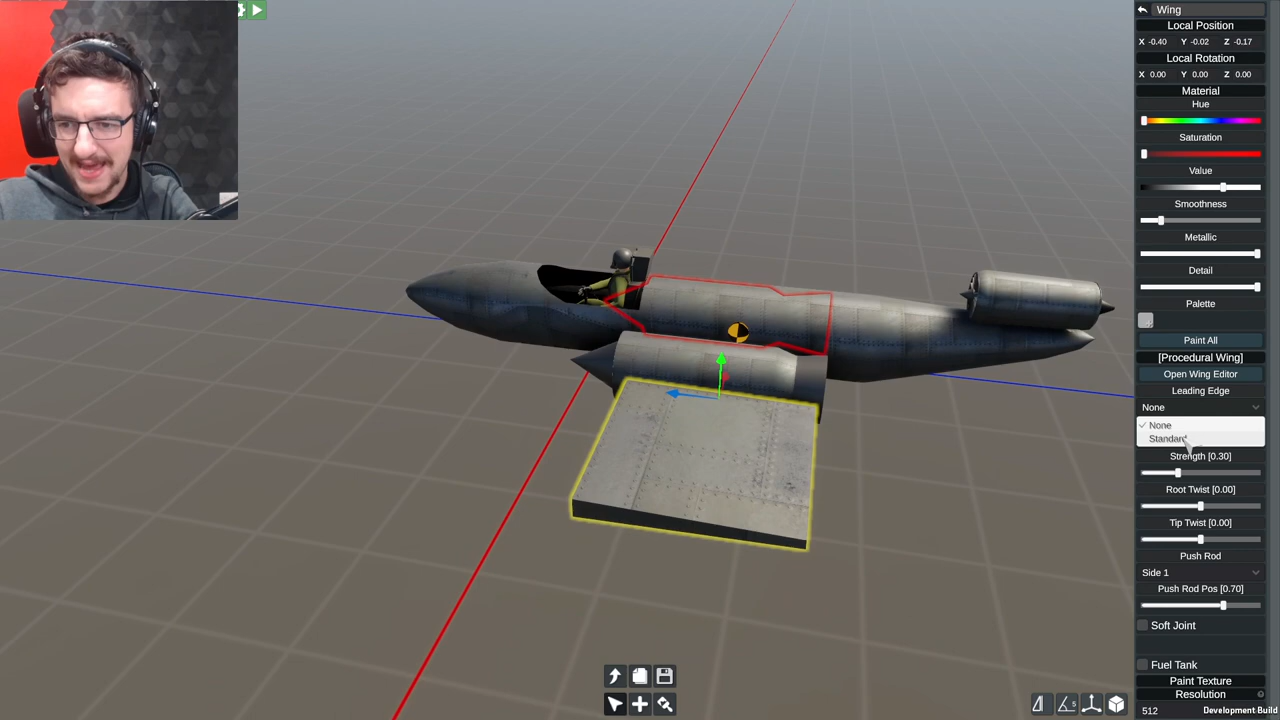 Wing
Local Position
X -0.40 Y -0.02 Z -0.17
Local Rotation
X 0.00 Y 0.00 Z 0.00
Material
Hue
Saturation
Value
Smoothness
Metallic
Detail
Palette
Paint All
[Procedural Wing]
Open Wing Editor
Leading Edge
None
None
Standard
Strength [0.30]
Root Twist [0.00]
Tip Twist [0.00]
Push Rod
Side 1
Push Rod Pos [0.70]
Soft Joint
Fuel Tank
Paint Texture
Resolution
512
Development Build